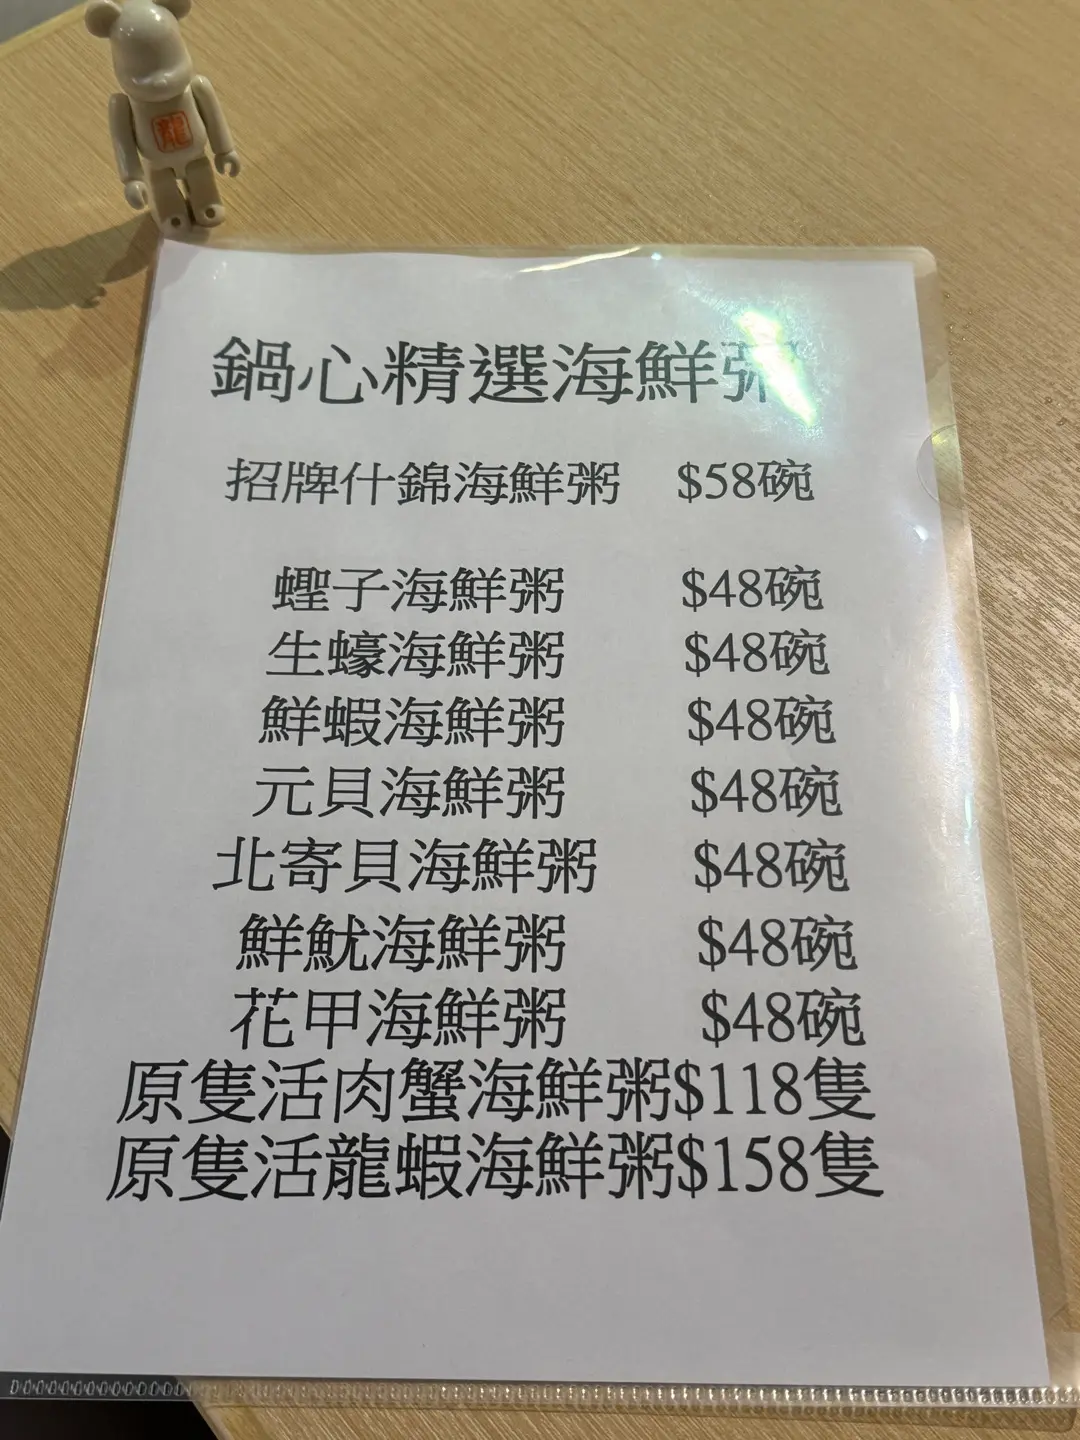 龍
鍋心精選海鮮粥
招牌什錦海鮮粥 $58碗
蟶子海鮮粥 $48碗
生蠔海鮮粥 $48碗
鮮蝦海鮮粥 $48碗
元貝海鮮粥 $48碗
北寄貝海鮮粥 $48碗
鮮魷海鮮粥 $48碗
花甲海鮮粥 $48碗
原隻活肉蟹海鮮粥$118隻
原隻活龍蝦海鮮粥$158隻